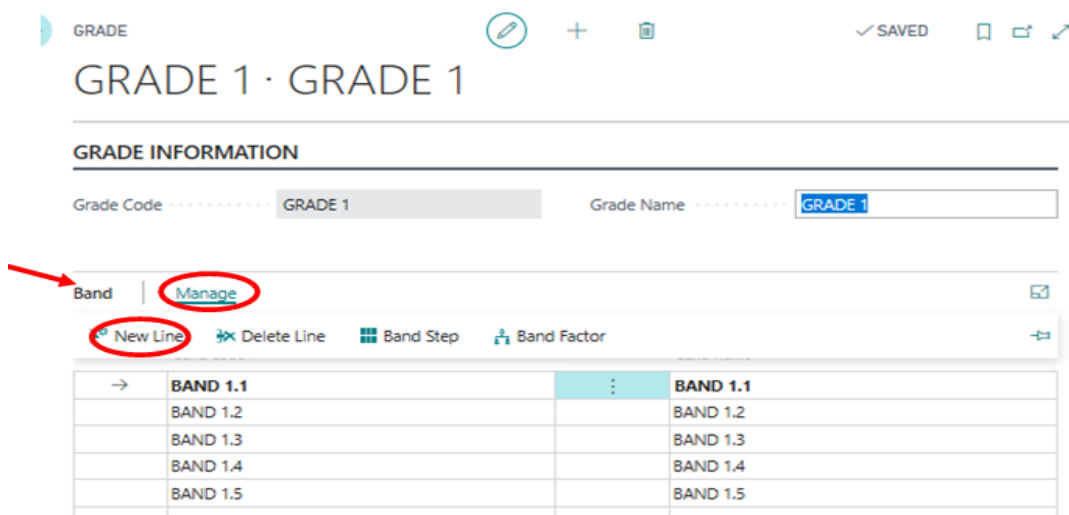 GRADE
SAVED
GRADE 1 · GRADE 1
GRADE INFORMATION
Grade Code GRADE 1 Grade Name GRADE 1
Band Manage
New Line Delete Line Band Step Band Factor
BAND 1.1 BAND 1.1
BAND 1.2 BAND 1.2
BAND 1.3 BAND 1.3
BAND 1.4 BAND 1.4
BAND 1.5 BAND 1.5